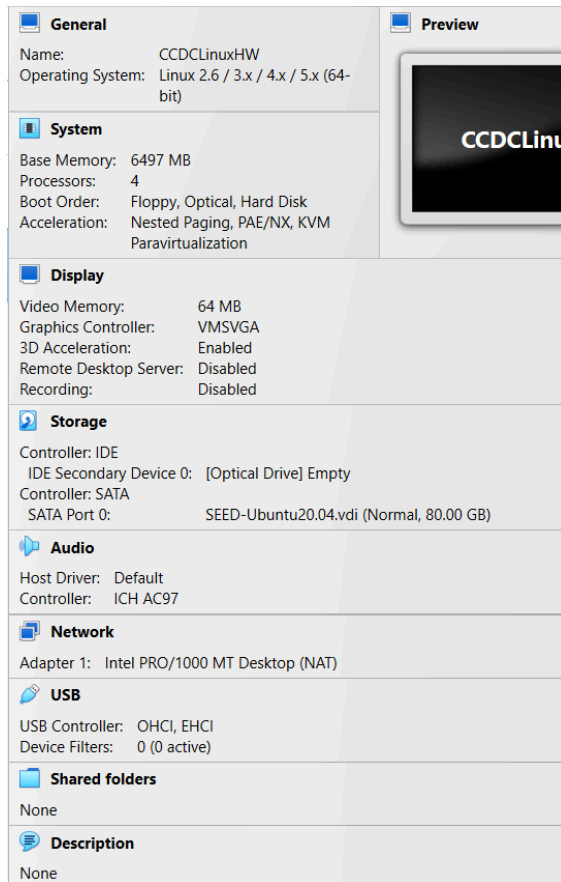 General
Name: CCDCLinuxHW
Operating System: Linux 2.6 / 3.x / 4.x / 5.x (64-
bit)
Preview
CCDCLinu
System
Base Memory: 6497 MB
Processors: 4
Boot Order: Floppy, Optical, Hard Disk
Acceleration: Nested Paging, PAE/NX, KVM
Paravirtualization
Display
Video Memory: 64 MB
Graphics Controller: VMSVGA
3D Acceleration: Enabled
Remote Desktop Server: Disabled
Recording: Disabled
Storage
Controller: IDE
IDE Secondary Device 0: [Optical Drive] Empty
Controller: SATA
SATA Port 0: SEED-Ubuntu20.04.vdi (Normal, 80.00 GB)
Audio
Host Driver: Default
Controller: ICH AC97
Network
Adapter 1: Intel PRO/1000 MT Desktop (NAT)
USB
USB Controller: OHCI, EHCI
Device Filters: 0 (0 active)
Shared folders
None
Description
None